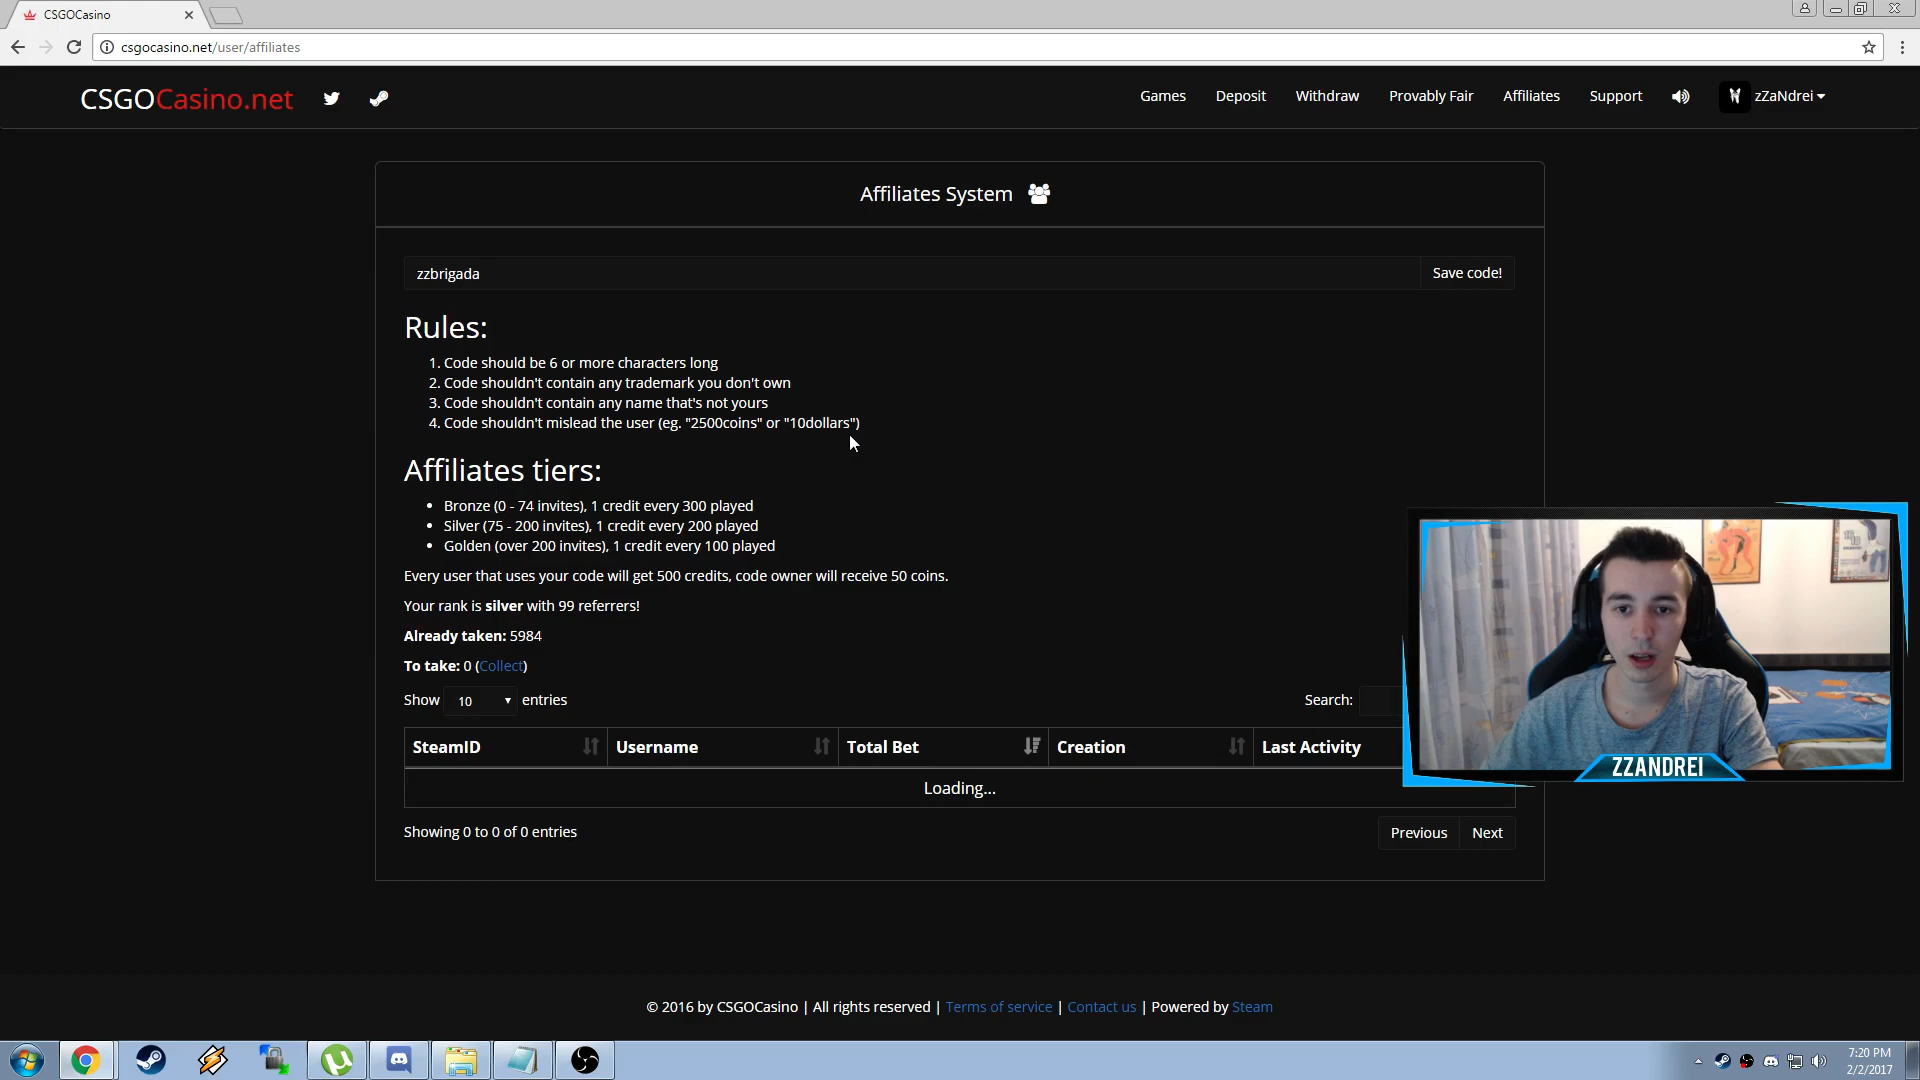 CSGOCasino
csgocasino.net/user/affiliates
CSGOCasino.net
Games Deposit Withdraw Provably Fair Affiliates Support zZaNdrei
Affiliates System
zzbrigada Save code!
Rules:
1. Code should be 6 or more characters long
2. Code shouldn't contain any trademark you don't own
3. Code shouldn't contain any name that's not yours
4. Code shouldn't mislead the user (eg. "2500coins" or "10dollars")
Affiliates tiers:
Bronze (0 - 74 invites), 1 credit every 300 played
Silver (75 - 200 invites), 1 credit every 200 played
Golden (over 200 invites), 1 credit every 100 played
Every user that uses your code will get 500 credits, code owner will receive 50 coins.
Your rank is silver with 99 referrers!
Already taken: 5984
To take: 0 (Collect)
Show 10 entries Search:
SteamID Username Total Bet Creation Last Activity
Loading...
Showing 0 to 0 of 0 entries Previous Next
ZZANDREI
© 2016 by CSGOCasino | All rights reserved | Terms of service | Contact us | Powered by Steam
7:20 PM
2/2/2017